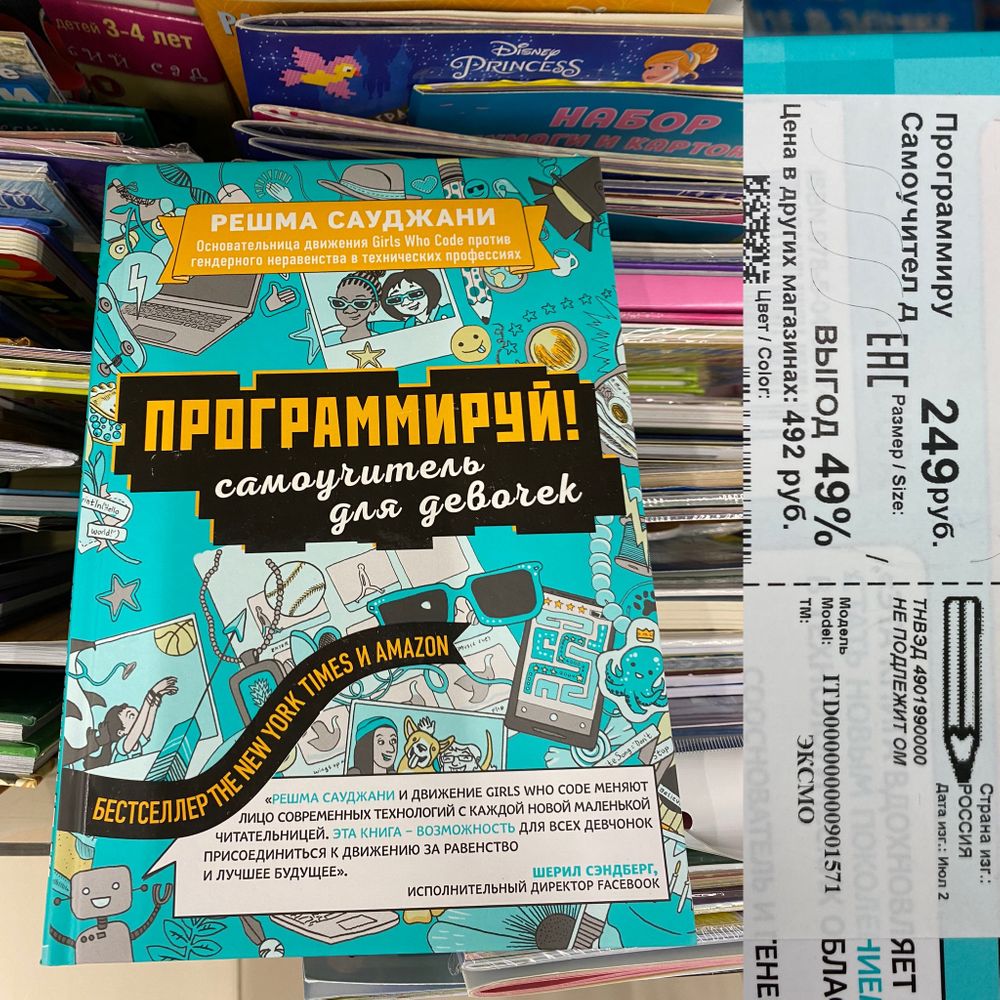 детей 3-4 лет
DISNEY
PRINCESS
НАБОР
И КАРТОН
РЕШМА САУДЖАНИ
Основательница движения Girls Who Code против
гендерного неравенства в технических профессиях
ПРОГРАММИРУЙ!
самоучитель
для девочек
БЕСТСЕЛЛЕР THE NEW YORK TIMES И AMAZON
«РЕШМА САУДЖАНИ И ДВИЖЕНИЕ GIRLS WHO CODE МЕНЯЮТ
ЛИЦО СОВРЕМЕННЫХ ТЕХНОЛОГИЙ С КАЖДОЙ НОВОЙ МАЛЕНЬКОЙ
ЧИТАТЕЛЬНИЦЕЙ. ЭТА КНИГА – ВОЗМОЖНОСТЬ ДЛЯ ВСЕХ ДЕВЧОНОК
ПРИСОЕДИНИТЬСЯ К ДВИЖЕНИЮ ЗА РАВЕНСТВО
И ЛУЧШЕЕ БУДУЩЕЕ».
ШЕРИЛ СЭНДБЕРГ,
ИСПОЛНИТЕЛЬНЫЙ ДИРЕКТОР FACEBOOK
Программиру
Самоучител д
249руб.
ЕАС Размер / Size: /
ВЫГОД 49%
Цена в других магазинах: 492 руб.
Цвет / Color:
Страна изг.:
РОССИЯ
Дата изг.: Июл 2
ТНВЭД 4901990000
НЕ ПОДЛЕЖИТ ОМ
Модель
Model: ITD000000000901571
ТМ: ЭКСМО